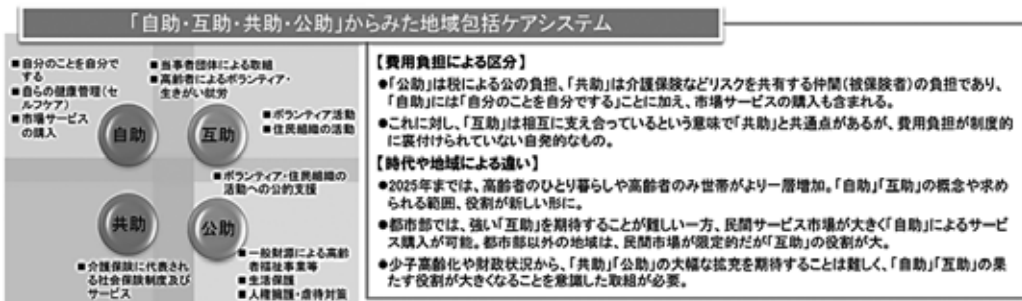 「自助・互助・共助・公助」からみた地域包括ケアシステム
■自分のことを自分で
する
■自らの健康管理(セ
ルフケア)
■市場サービス
の購入
■当事者団体による取組
■高齢者によるボランティア・
生きがい就労
■ボランティア活動
■住民組織の活動
自助
互助
■ボランティア・住民組織の
活動への公的支援
共助
公助
■介護保険に代表され
る社会保険制度及び
サービス
■一般財源による高齢
者福祉事業等
■生活保護
■人権擁護・虐待対策
【費用負担による区分】
●「公助」は税による公の負担、「共助」は介護保険などリスクを共有する仲間(被保険者)の負担であり、
「自助」には「自分のことを自分でする」ことに加え、市場サービスの購入も含まれる。
●これに対し、「互助」は相互に支え合っているという意味で「共助」と共通点があるが、費用負担が制度的
に裏付けられていない自発的なもの。
【時代や地域による違い】
●2025年までは、高齢者のひとり暮らしや高齢者のみ世帯がより一層増加。「自助」「互助」の概念や求め
られる範囲、役割が新しい形に。
●都市部では、強い「互助」を期待することが難しい一方、民間サービス市場が大きく「自助」によるサービ
ス購入が可能。都市部以外の地域は、民間市場が限定的だが「互助」の役割が大。
●少子高齢化や財政状況から、「共助」「公助」の大幅な拡充を期待することは難しく、「自助」「互助」の果
たす役割が大きくなることを意識した取組が必要。